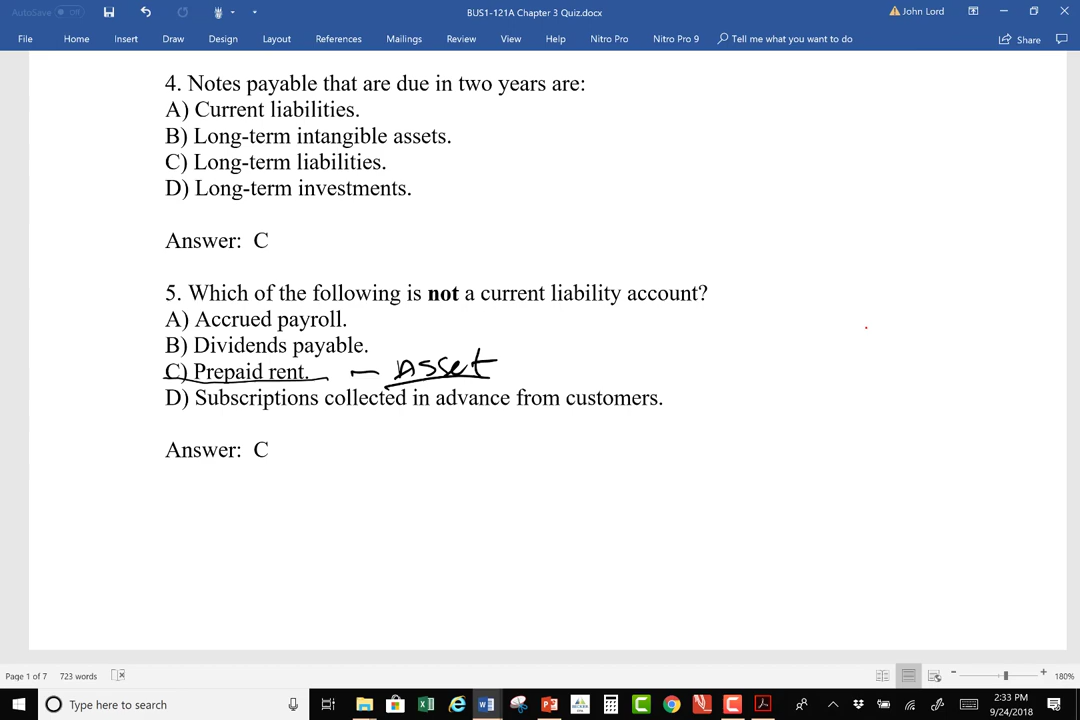 AutoSave Off
BUS1-121A Chapter 3 Quiz.docx
John Lord
File Home Insert Draw Design Layout References Mailings Review View Help Nitro Pro Nitro Pro 9 Tell me what you want to do Share
4. Notes payable that are due in two years are:
A) Current liabilities.
B) Long-term intangible assets.
C) Long-term liabilities.
D) Long-term investments.
Answer: C
5. Which of the following is not a current liability account?
A) Accrued payroll.
B) Dividends payable.
C) Prepaid rent. — Asset
D) Subscriptions collected in advance from customers.
Answer: C
Page 1 of 7 723 words 180%
Type here to search
2:33 PM
9/24/2018